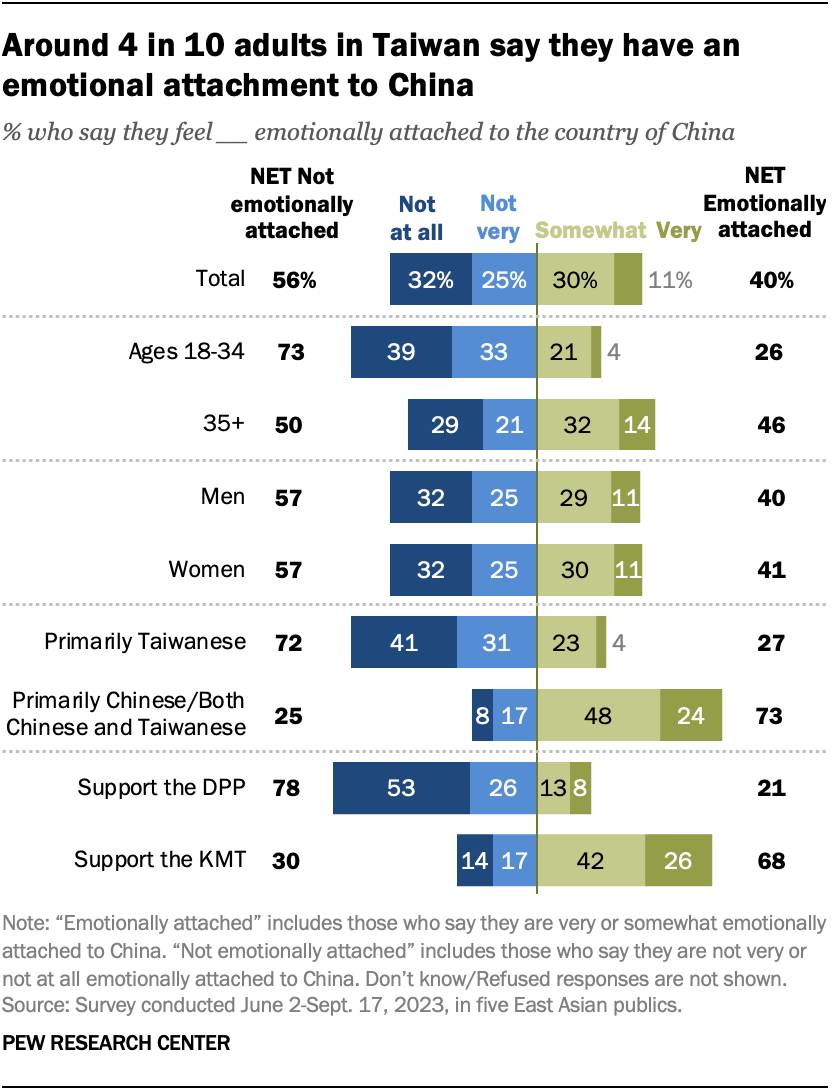 Around 4 in 10 adults in Taiwan say they have an
emotional attachment to China
% who say they feel __ emotionally attached to the country of China
NET Not
emotionally
attached
Not
at all
Not
very
Somewhat
Very
NET
Emotionally
attached
Total 56% 32% 25% 30% 11% 40%
Ages 18-34 73 39 33 21 4 26
35+ 50 29 21 32 14 46
Men 57 32 25 29 11 40
Women 57 32 25 30 11 41
Primarily Taiwanese 72 41 31 23 4 27
Primarily Chinese/Both
Chinese and Taiwanese 25 8 17 48 24 73
Support the DPP 78 53 26 13 8 21
Support the KMT 30 14 17 42 26 68
Note: “Emotionally attached” includes those who say they are very or somewhat emotionally
attached to China. “Not emotionally attached” includes those who say they are not very or
not at all emotionally attached to China. Don’t know/Refused responses are not shown.
Source: Survey conducted June 2-Sept. 17, 2023, in five East Asian publics.
PEW RESEARCH CENTER